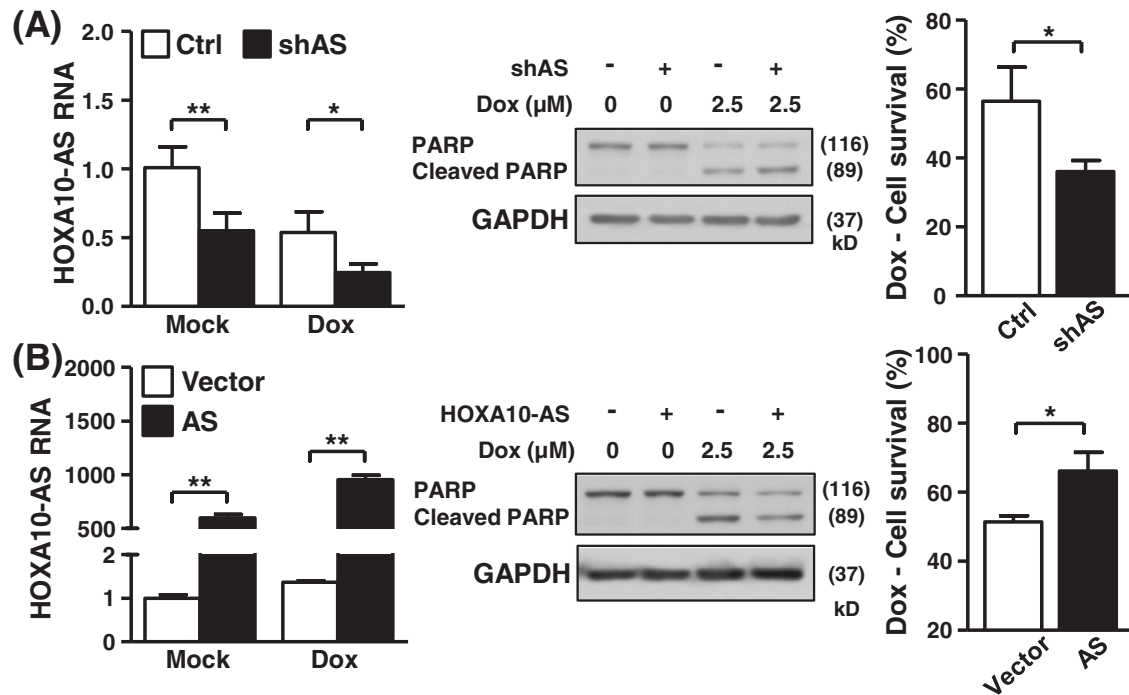 (A)
HOXA10-AS RNA
2.0
1.5
1.0
0.5
0.0
Ctrl shAS
** *
Mock Dox
shAS - + - +
Dox (µM) 0 0 2.5 2.5
PARP (116)
Cleaved PARP (89)
GAPDH (37)
kD
Dox - Cell survival (%)
80
60
40
20
0
*
Ctrl shAS
(B)
HOXA10-AS RNA
2000
1500
1000
500
2
1
0
Vector
AS
** **
Mock Dox
HOXA10-AS - + - +
Dox (µM) 0 0 2.5 2.5
PARP (116)
Cleaved PARP (89)
GAPDH (37)
kD
Dox - Cell survival (%)
100
80
60
40
20
*
Vector AS